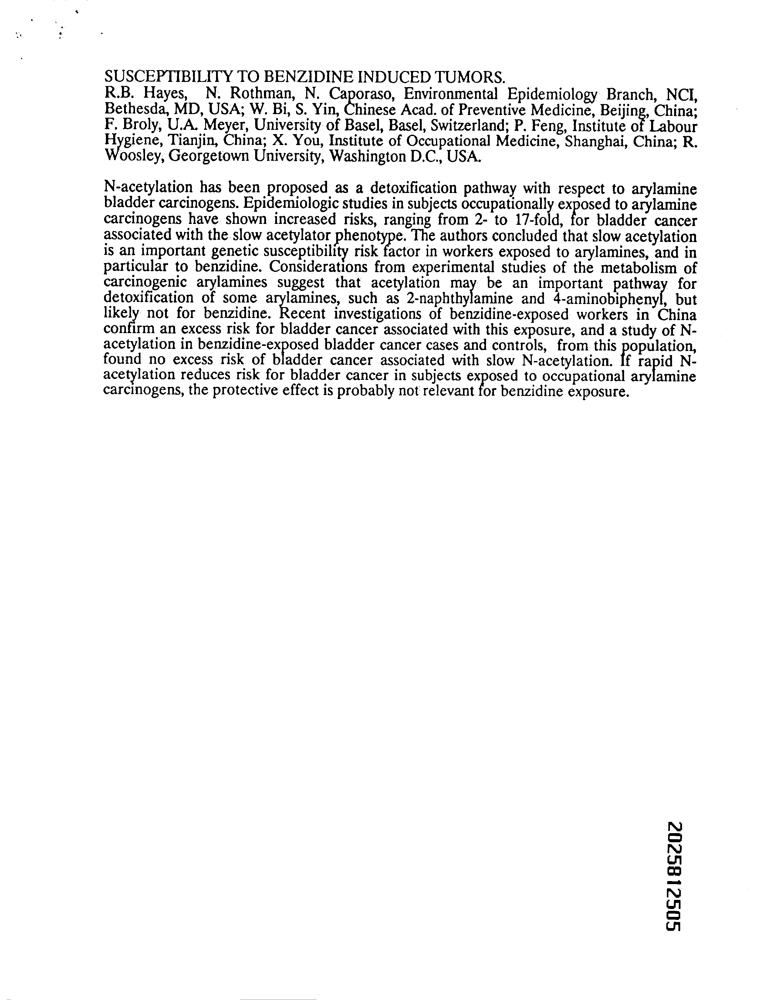 SUSCEPTIBILITY TO BENZIDINE INDUCED TUMORS.
R.B. Hayes, N. Rothman, N. Caporaso, Environmental Epidemiology Branch, NCI,
Bethesda, MD, USA; W. Bi, S. Yin, Chinese Acad. of Preventive Medicine, Beijing, China;
F. Broly, U.A. Meyer, University of Basel, Basel, Switzerland; P. Feng, Institute of Labour
Hygiene, Tianjin, China; X. You, Institute of Occupational Medicine, Shanghai, China; R.
Woosley, Georgetown University, Washington D.C., USA.
N-acetylation has been proposed as a detoxification pathway with respect to arylamine
bladder carcinogens. Epidemiologic studies in subjects occupationally exposed to arylamine
carcinogens have shown increased risks, ranging from 2- to 17-fold, for bladder cancer
associated with the slow acetylator phenotype. The authors concluded that slow acetylation
is an important genetic susceptibility risk factor in workers exposed to arylamines, and in
particular to benzidine. Considerations from experimental studies of the metabolism of
carcinogenic arylamines suggest that acetylation may be an important pathway for
detoxification of some arylamines, such as 2-naphthylamine and 4-aminobiphenyl, but
likely not for benzidine. Recent investigations of benzidine-exposed workers in China
confirm an excess risk for bladder cancer associated with this exposure, and a study of N-
acetylation in benzidine-exposed bladder cancer cases and controls, from this population,
found no excess risk of bladder cancer associated with slow N-acetylation. If rapid N-
acetylation reduces risk for bladder cancer in subjects exposed to occupational arylamine
carcinogens, the protective effect is probably not relevant for benzidine exposure.
2025812505